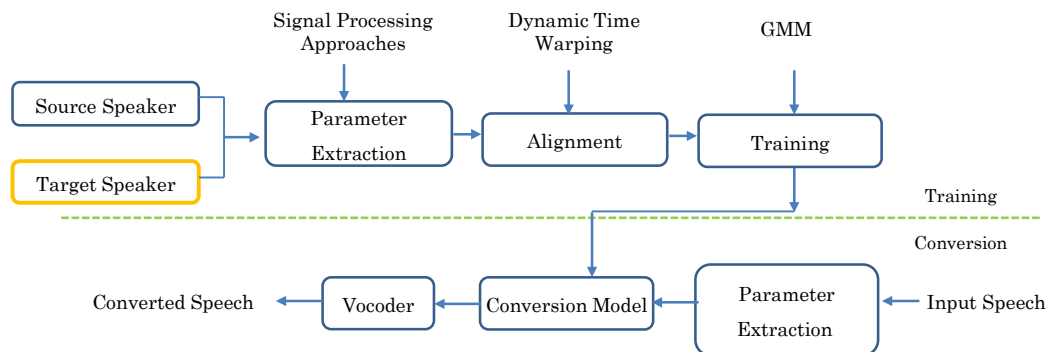 Signal Processing
Approaches
Dynamic Time
Warping
GMM
Source Speaker
Target Speaker
Parameter
Extraction
Alignment
Training
Training
Conversion
Converted Speech
Vocoder
Conversion Model
Parameter
Extraction
Input Speech